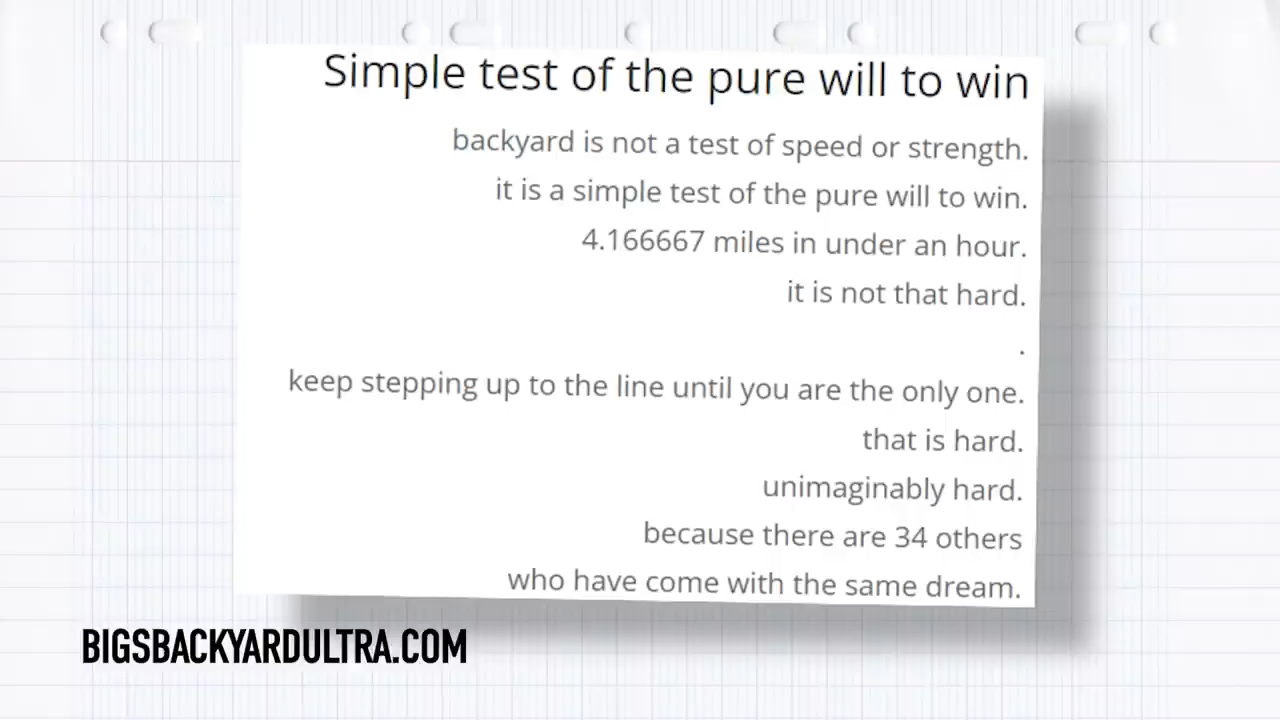 Simple test of the pure will to win
backyard is not a test of speed or strength.
it is a simple test of the pure will to win.
4.166667 miles in under an hour.
it is not that hard.
.
keep stepping up to the line until you are the only one.
that is hard.
unimaginably hard.
because there are 34 others
who have come with the same dream.
BIGSBACKYARDULTRA.COM